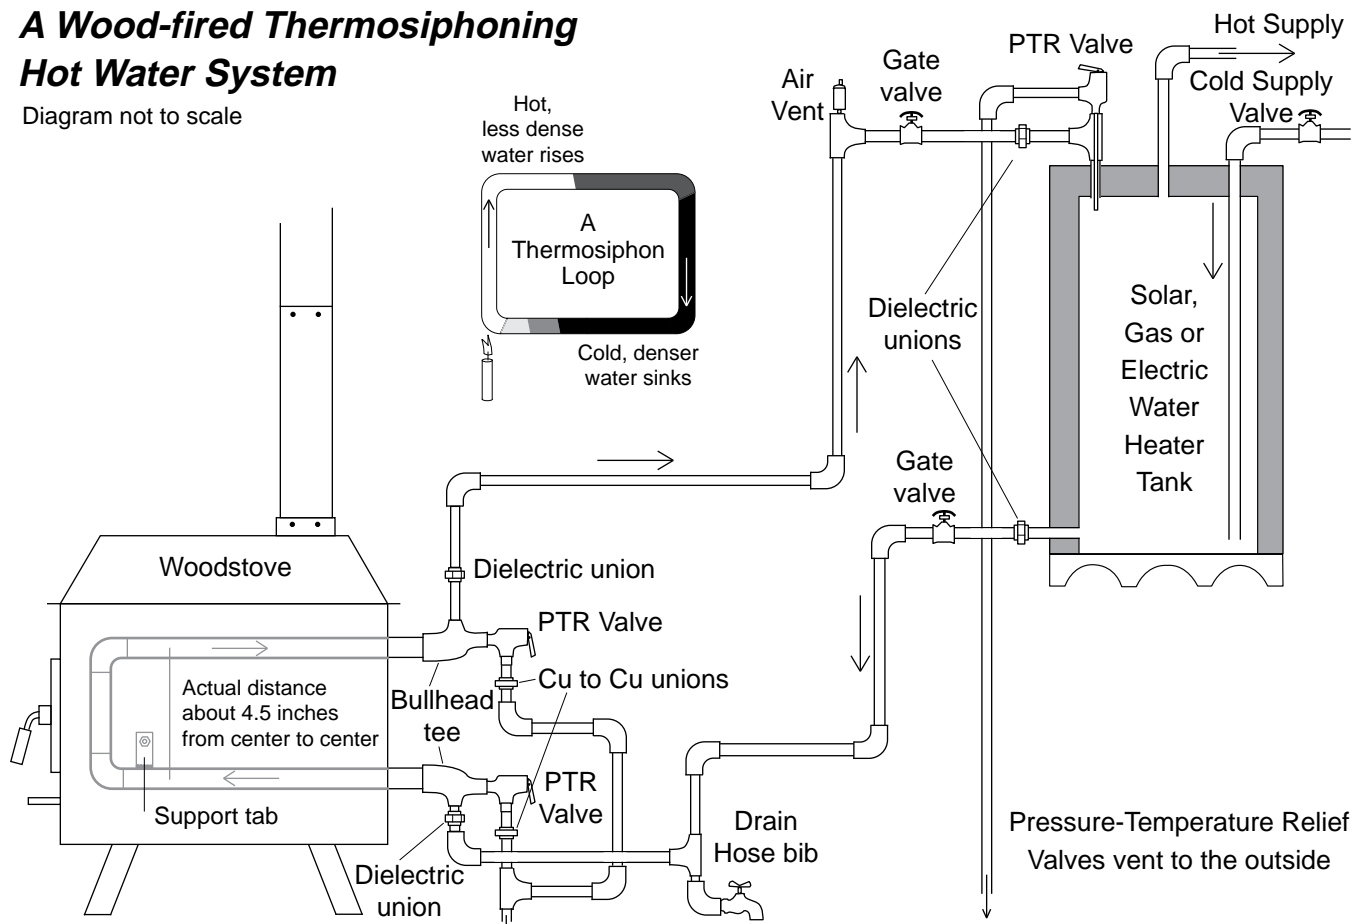 A Wood-fired Thermosiphoning
Hot Water System
Diagram not to scale
Hot,
less dense
water rises
A
Thermosiphon
Loop
Cold, denser
water sinks
Air
Vent
Gate
valve
PTR Valve
Hot Supply
Cold Supply
Valve
Dielectric
unions
Solar,
Gas or
Electric
Water
Heater
Tank
Gate
valve
Woodstove
Dielectric union
PTR Valve
Cu to Cu unions
Bullhead
tee
Actual distance
about 4.5 inches
from center to center
Support tab
PTR
Valve
Dielectric
union
Drain
Hose bib
Pressure-Temperature Relief
Valves vent to the outside